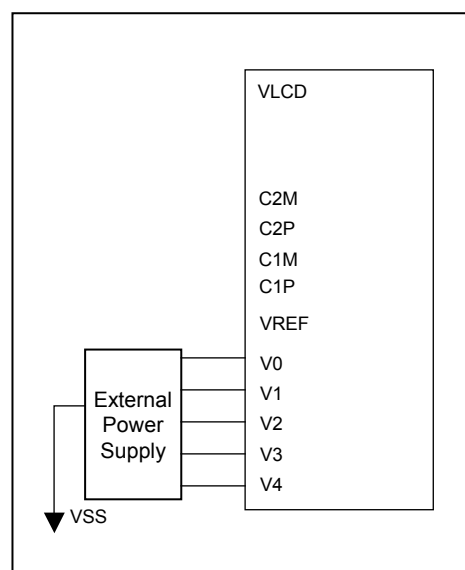 VLCD
C2M
C2P
C1M
C1P
VREF
V0
V1
V2
V3
V4
External
Power
Supply
VSS